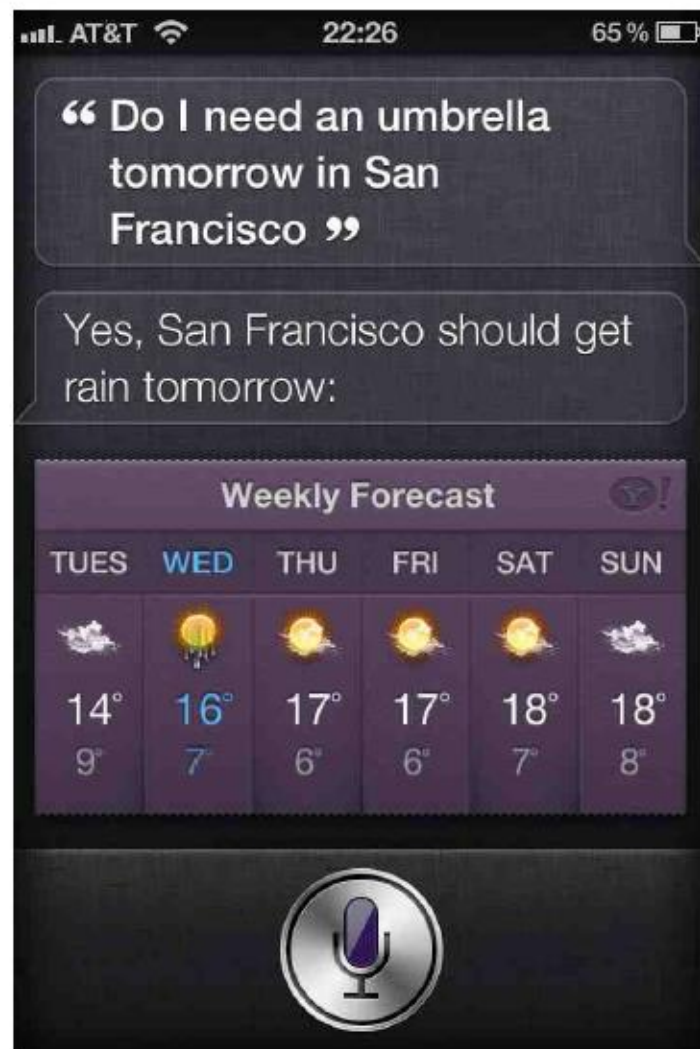 AT&T 22:26 65%
“ Do I need an umbrella
tomorrow in San
Francisco ”
Yes, San Francisco should get
rain tomorrow:
Weekly Forecast Y!
TUES WED THU FRI SAT SUN
14° 16° 17° 17° 18° 18°
9° 7° 6° 6° 7° 8°